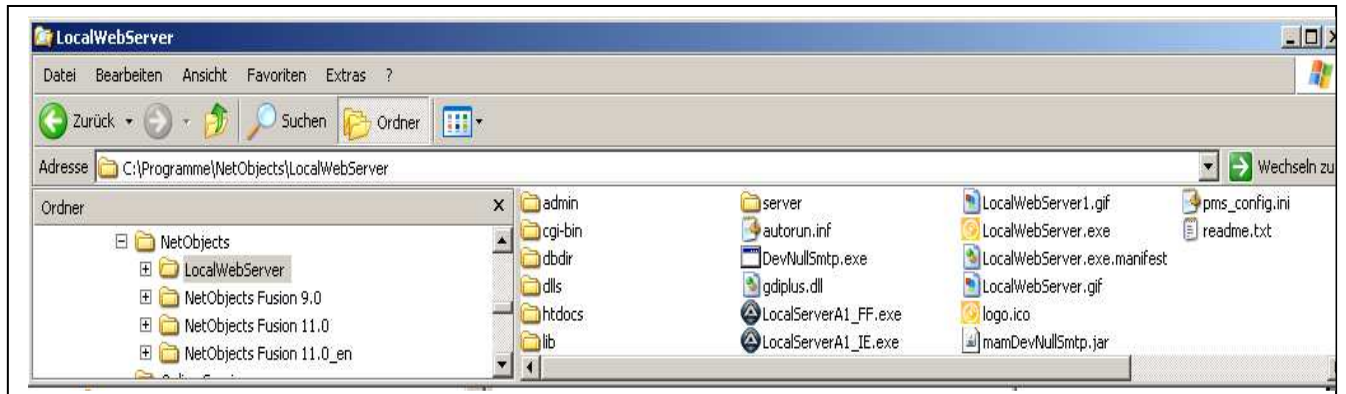 LocalWebServer
Datei Bearbeiten Ansicht Favoriten Extras ?
Zurück Suchen Ordner
Adresse C:\Programme\NetObjects\LocalWebServer Wechseln zu
Ordner x
NetObjects
LocalWebServer
NetObjects Fusion 9.0
NetObjects Fusion 11.0
NetObjects Fusion 11.0_en
admin
cgi-bin
dbdir
dlls
htdocs
lib
server
autorun.inf
DevNullSmtp.exe
gdiplus.dll
LocalServerA1_FF.exe
LocalServerA1_IE.exe
LocalWebServer1.gif
LocalWebServer.exe
LocalWebServer.exe.manifest
LocalWebServer.gif
logo.ico
mamDevNullSmtp.jar
pms_config.ini
readme.txt